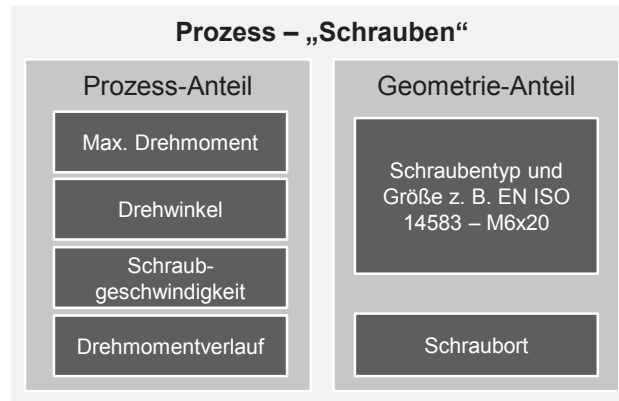 Prozess – „Schrauben“
Prozess-Anteil
Max. Drehmoment
Drehwinkel
Schraub-
geschwindigkeit
Drehmomentverlauf
Geometrie-Anteil
Schraubentyp und
Größe z. B. EN ISO
14583 – M6x20
Schraubort